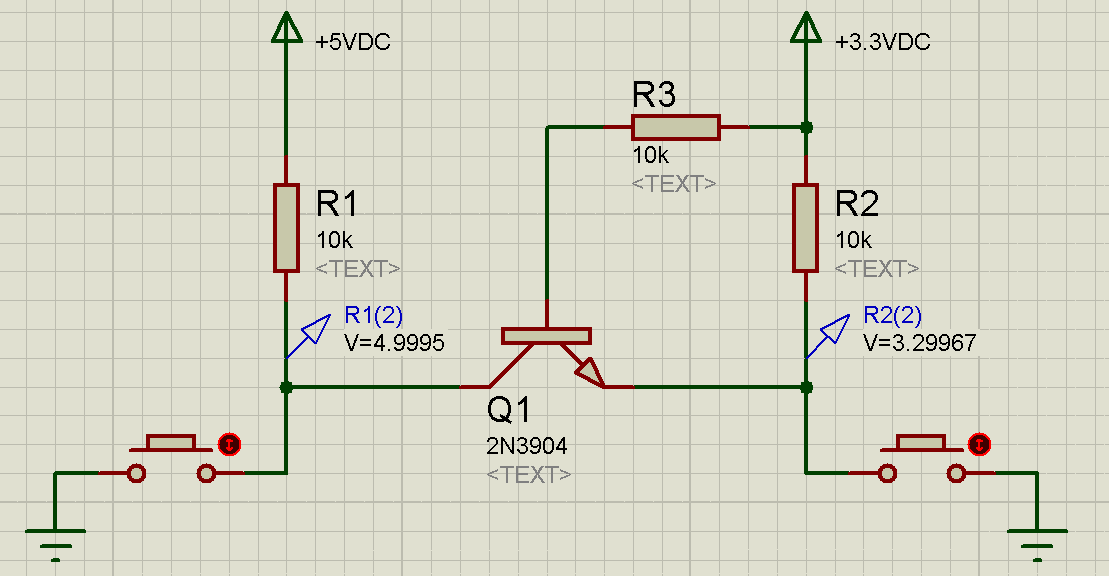 +5VDC
+3.3VDC
R3
10k
<TEXT>
R1
10k
<TEXT>
R2
10k
<TEXT>
R1(2)
V=4.9995
R2(2)
V=3.29967
Q1
2N3904
<TEXT>